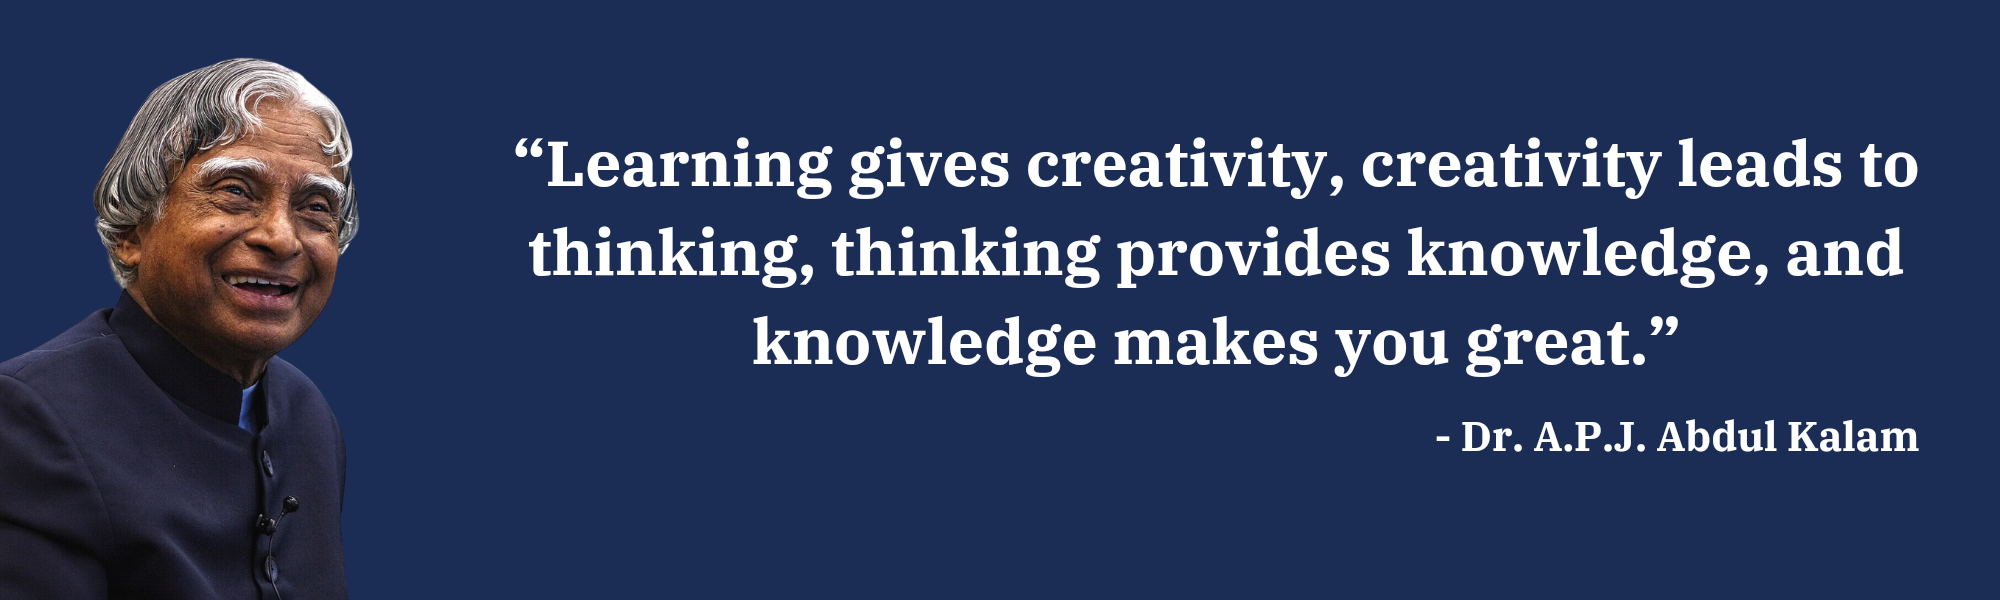 “Learning gives creativity, creativity leads to
thinking, thinking provides knowledge, and
knowledge makes you great.”
- Dr. A.P.J. Abdul Kalam